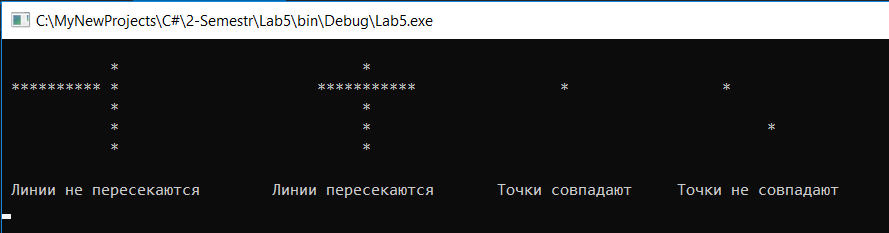 C:\MyNewProjects\C#\2-Semestr\Lab5\bin\Debug\Lab5.exe
* *
********** * *********** * *
* *
* * *
* *
Линии не пересекаются Линии пересекаются Точки совпадают Точки не совпадают